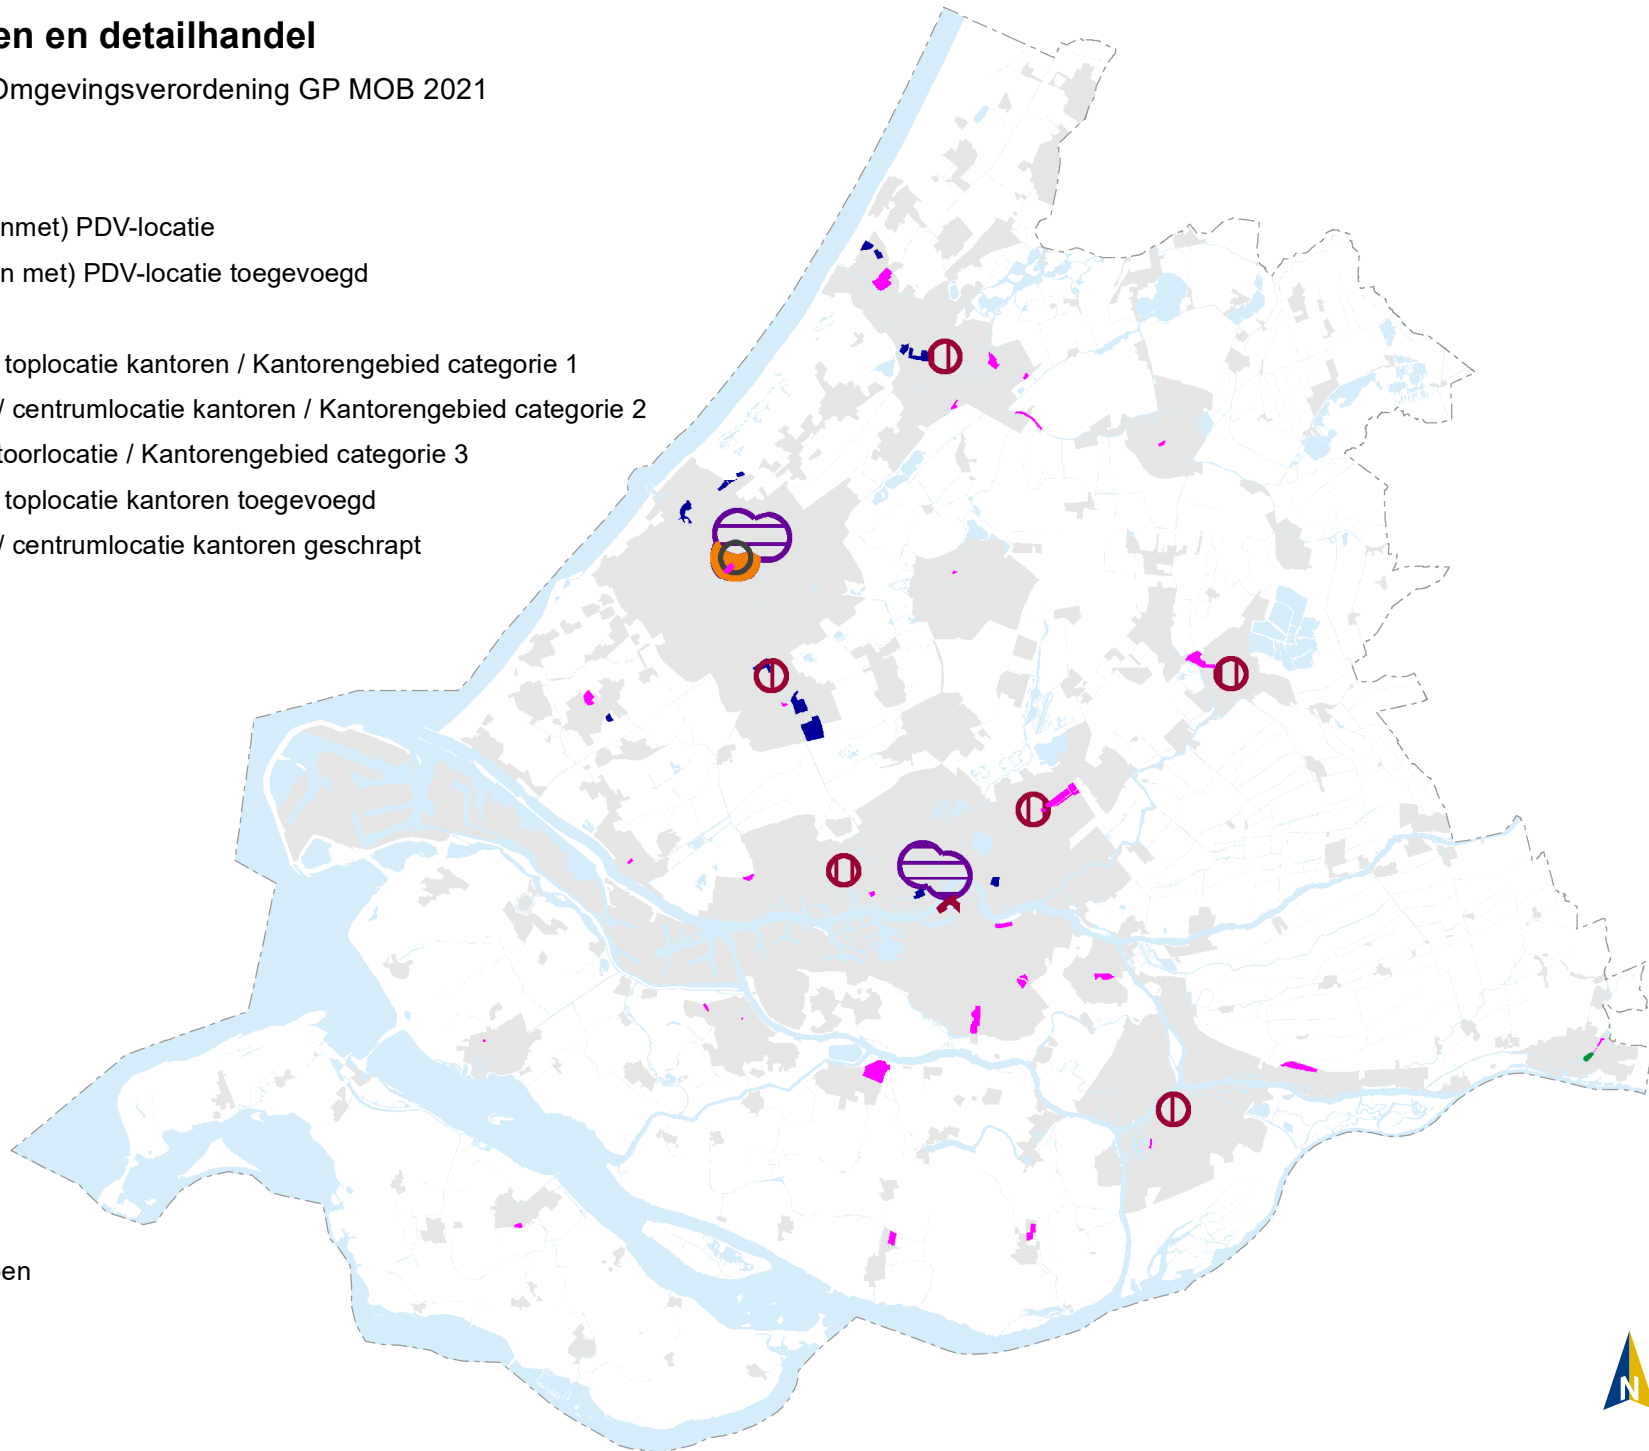 en en detailhandel
Omgevingsverordening GP MOB 2021
nmet) PDV-locatie
n met) PDV-locatie toegevoegd
toplocatie kantoren / Kantorengebied categorie 1
/ centrumlocatie kantoren / Kantorengebied categorie 2
toorlocatie / Kantorengebied categorie 3
toplocatie kantoren toegevoegd
/ centrumlocatie kantoren geschrapt
en
N